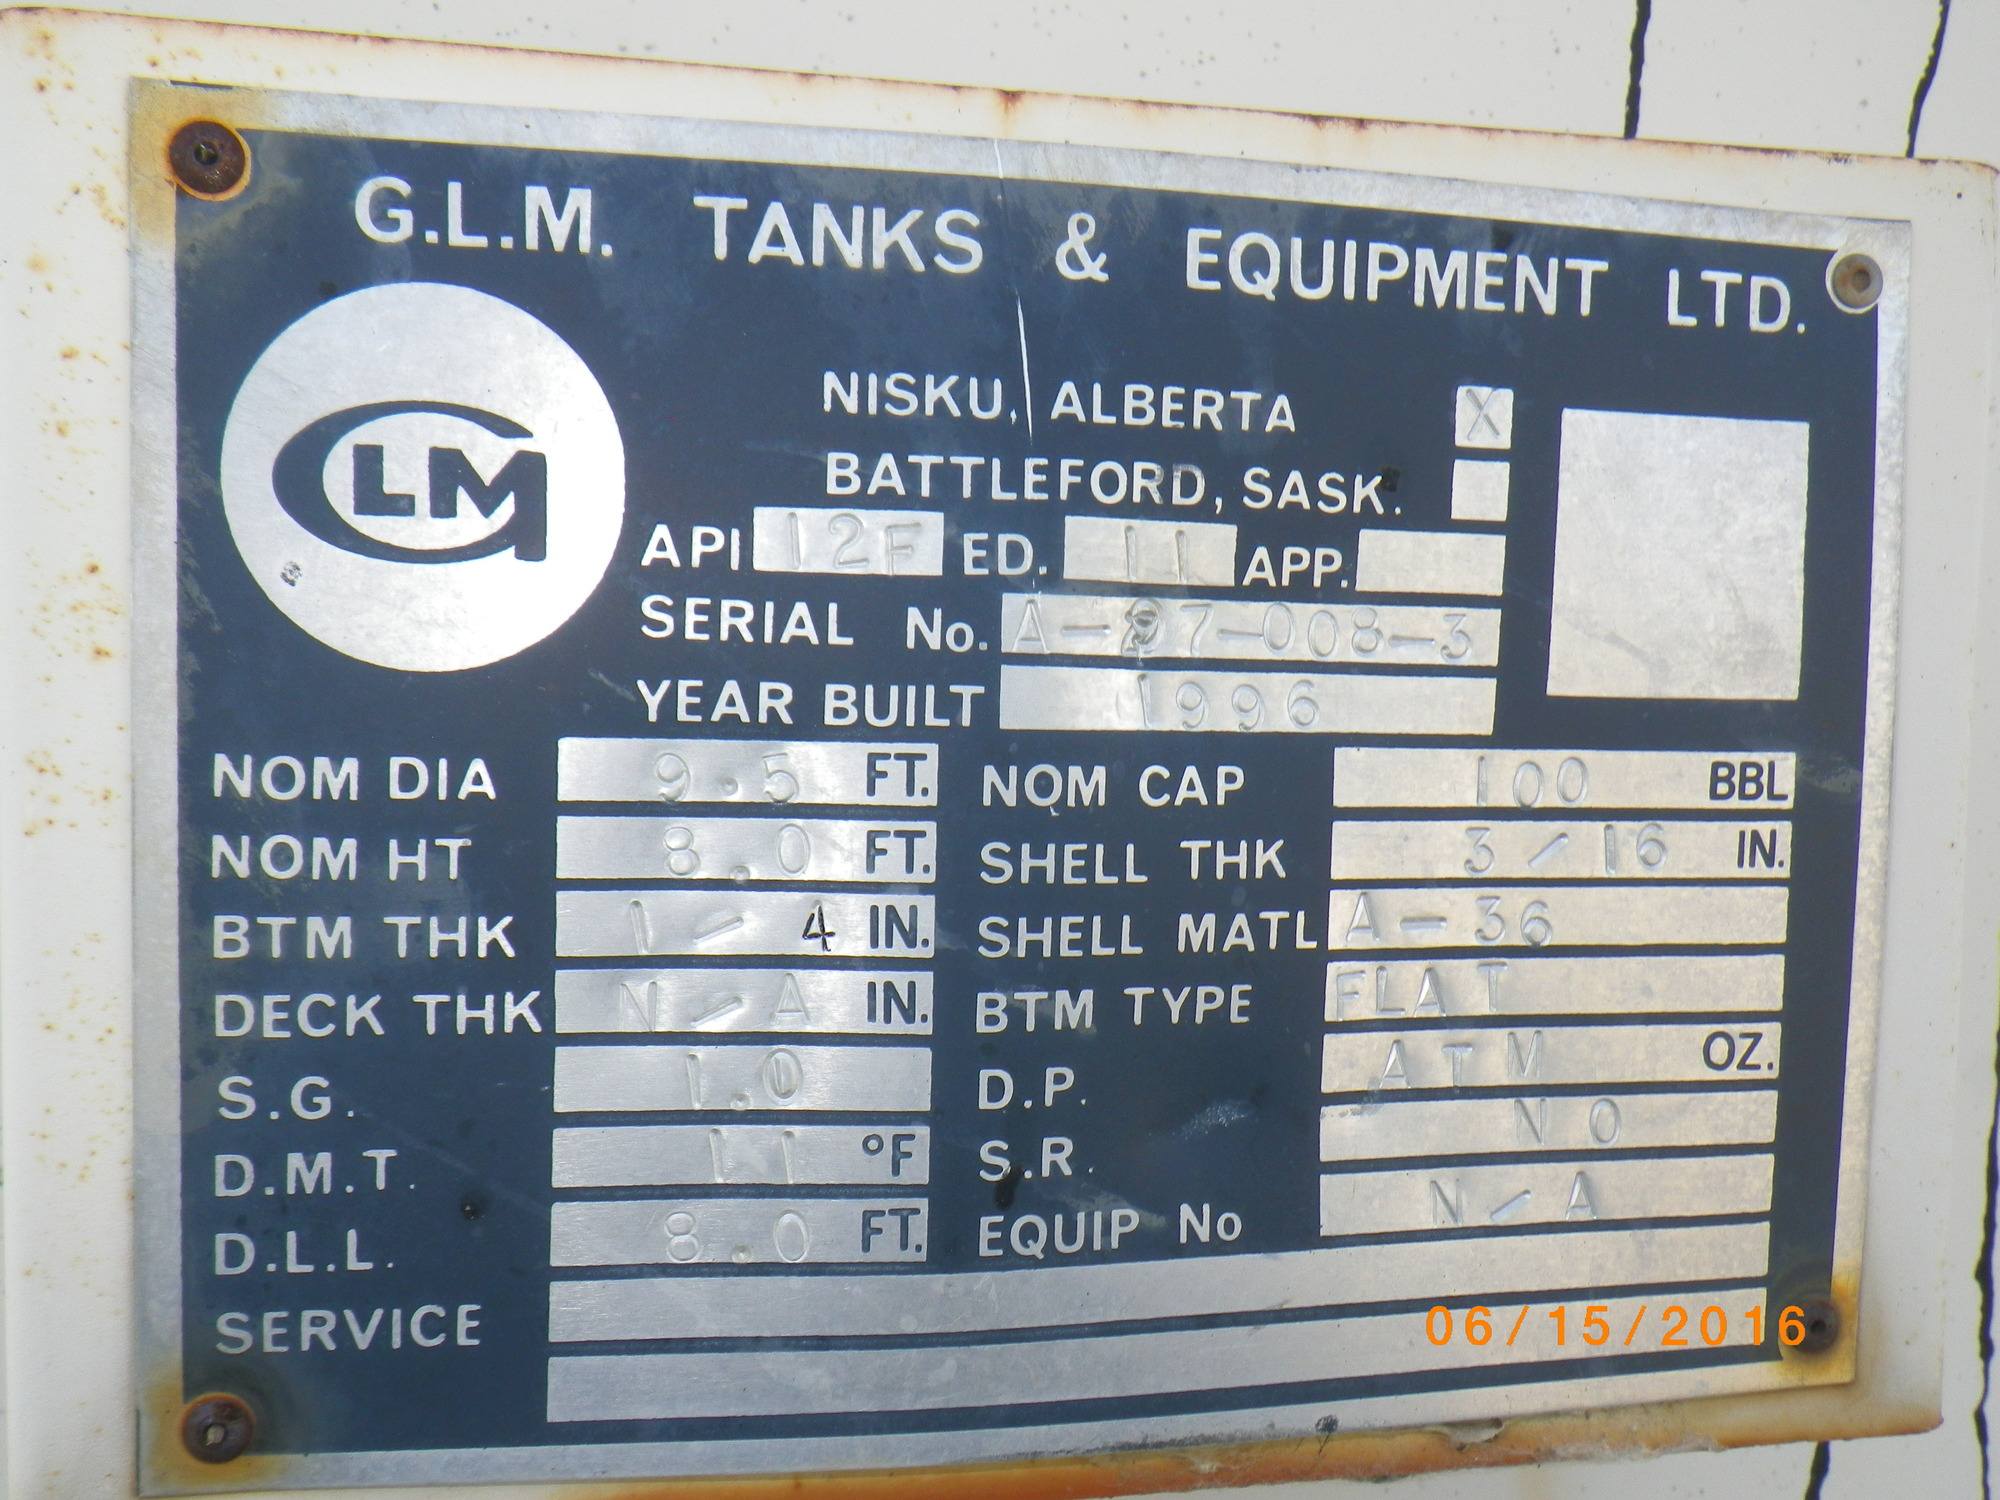 G.L.M. TANKS & EQUIPMENT LTD.
GLM
NISKU, ALBERTA X
BATTLEFORD, SASK.
API 12F ED. 11 APP.
SERIAL No. A-97-008-3
YEAR BUILT 1996
NOM DIA 9.5 FT. NOM CAP 100 BBL
NOM HT 8.0 FT. SHELL THK 3/16 IN.
BTM THK 1-4 IN. SHELL MATL A-36
DECK THK N-A IN. BTM TYPE FLAT
S.G. 1.0 D.P. ATM OZ.
D.M.T. 11 °F S.R. NO
D.L.L. 8.0 FT. EQUIP No N-A
SERVICE
06/15/2016